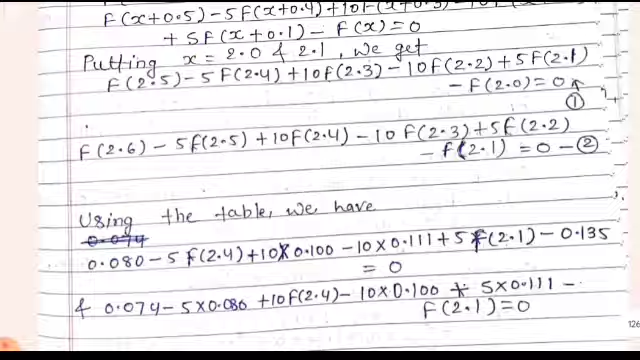 F(x+0.5)-5F(x+0.4)+10F(x+0.3)-10F
+5F(x+0.1)-F(x)=0
Putting x=2.0 & 2.1, we get
F(2.5)-5F(2.4)+10F(2.3)-10F(2.2)+5F(2.1)
-F(2.0)=0
①
F(2.6)-5F(2.5)+10F(2.4)-10F(2.3)+5F(2.2)
-F(2.1)=0-②
Using the table, we have
0.074
0.080-5F(2.4)+10×0.100-10×0.111+5F(2.1)-0.135
=0
& 0.074-5×0.080+10F(2.4)-10×0.100+5×0.111-
F(2.1)=0
126